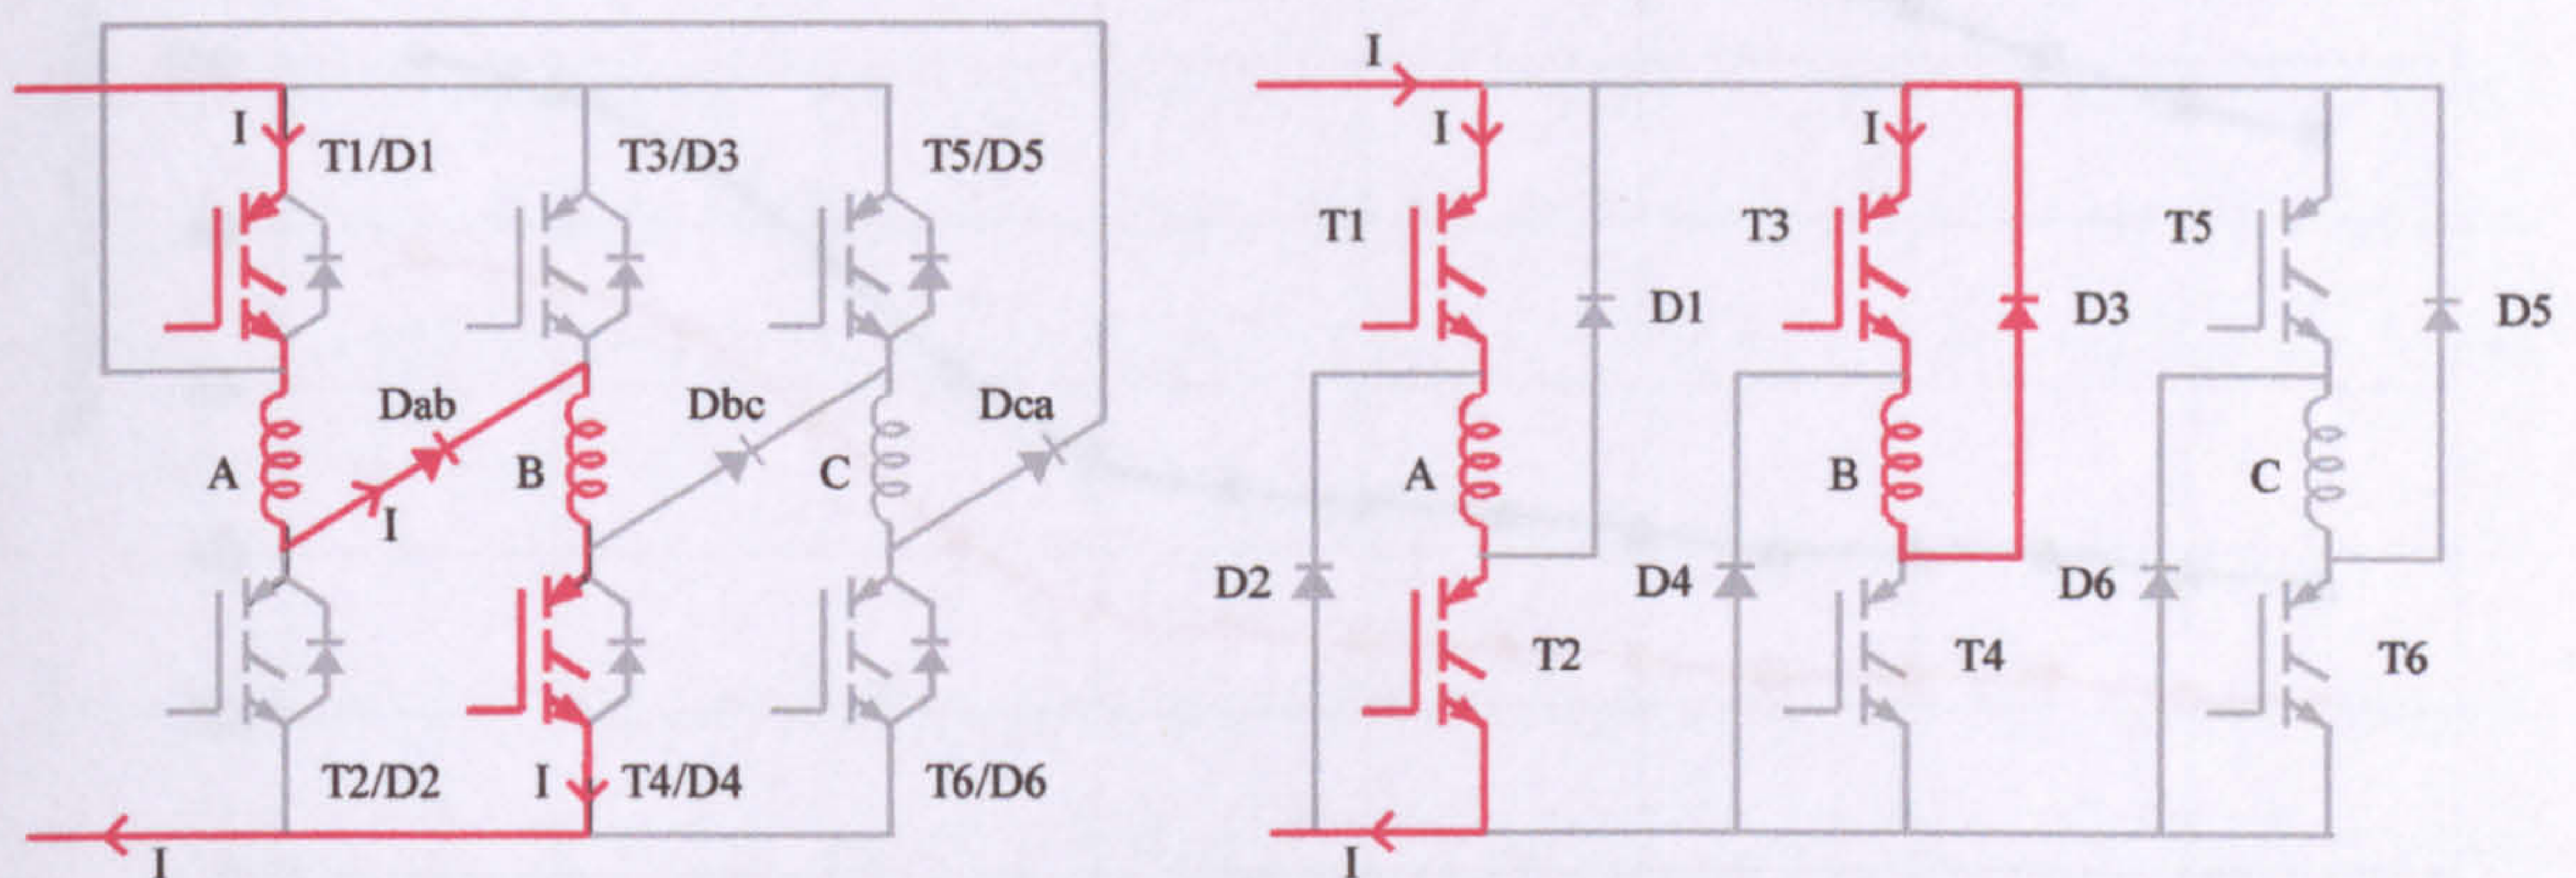 I
I
T1/D1
T3/D3
T5/D5
I
I
T1
D1
T3
D3
T5
D5
Dab
Dbc
Dca
A
B
C
I
A
B
C
D2
D4
D6
T2
T4
T6
T2/D2
I
T4/D4
T6/D6
I
I